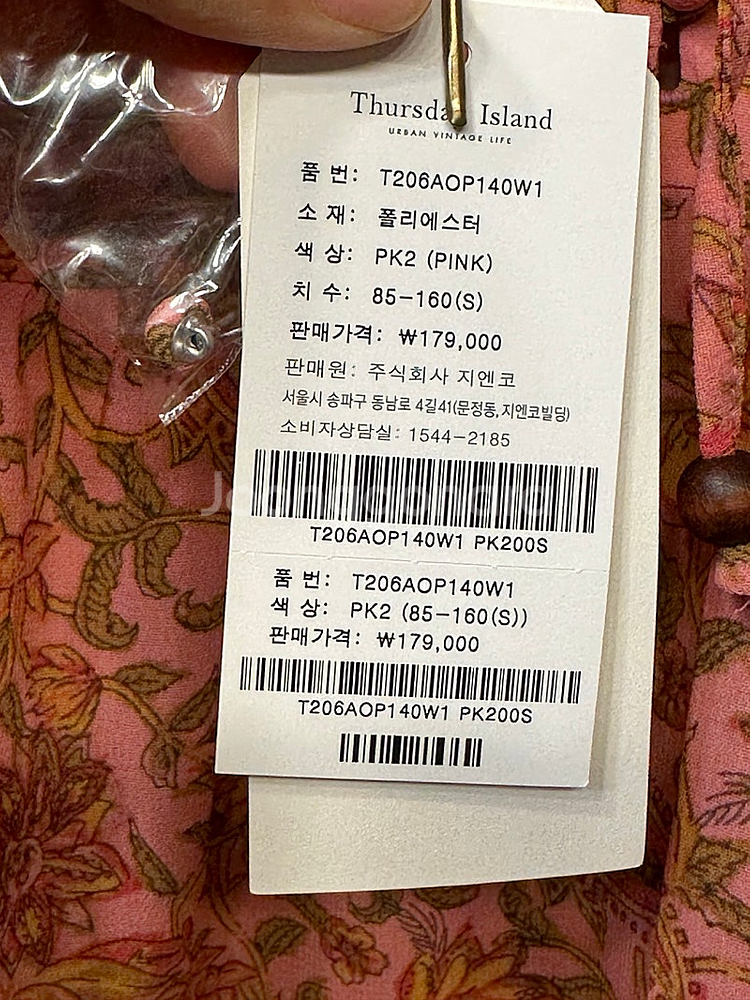 Thursday Island
URBAN VINTAGE LIFE
품 번: T206AOP140W1
소 재: 폴리에스터
색 상: PK2 (PINK)
치 수: 85-160(S)
판매가격: ₩179,000
판매원: 주식회사 지엔코
서울시 송파구 동남로 4길41(문정동, 지엔코빌딩)
소비자상담실: 1544-2185
Joonggonara
T206AOP140W1 PK200S
품 번: T206AOP140W1
색 상: PK2 (85-160(S))
판매가격: ₩179,000
T206AOP140W1 PK200S